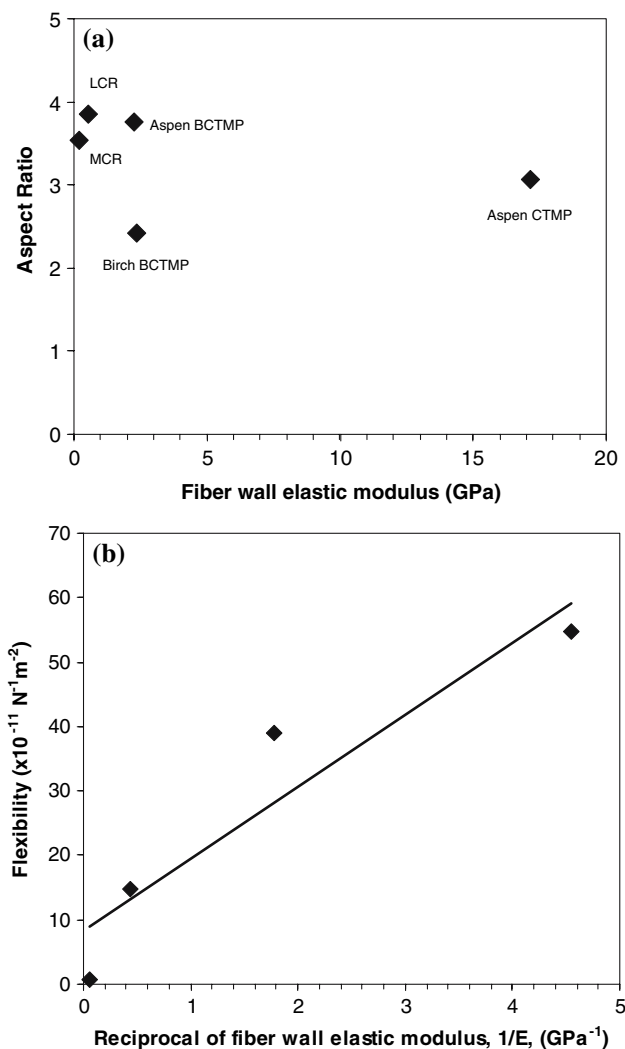 (a)
5
4
3
2
1
0
Aspect Ratio
LCR
Aspen BCTMP
MCR
Aspen CTMP
Birch BCTMP
0 5 10 15 20
Fiber wall elastic modulus (GPa)
(b)
70
60
50
40
30
20
10
0
Flexibility (x10⁻¹¹ N⁻¹m⁻²)
0 1 2 3 4 5
Reciprocal of fiber wall elastic modulus, 1/E, (GPa⁻¹)